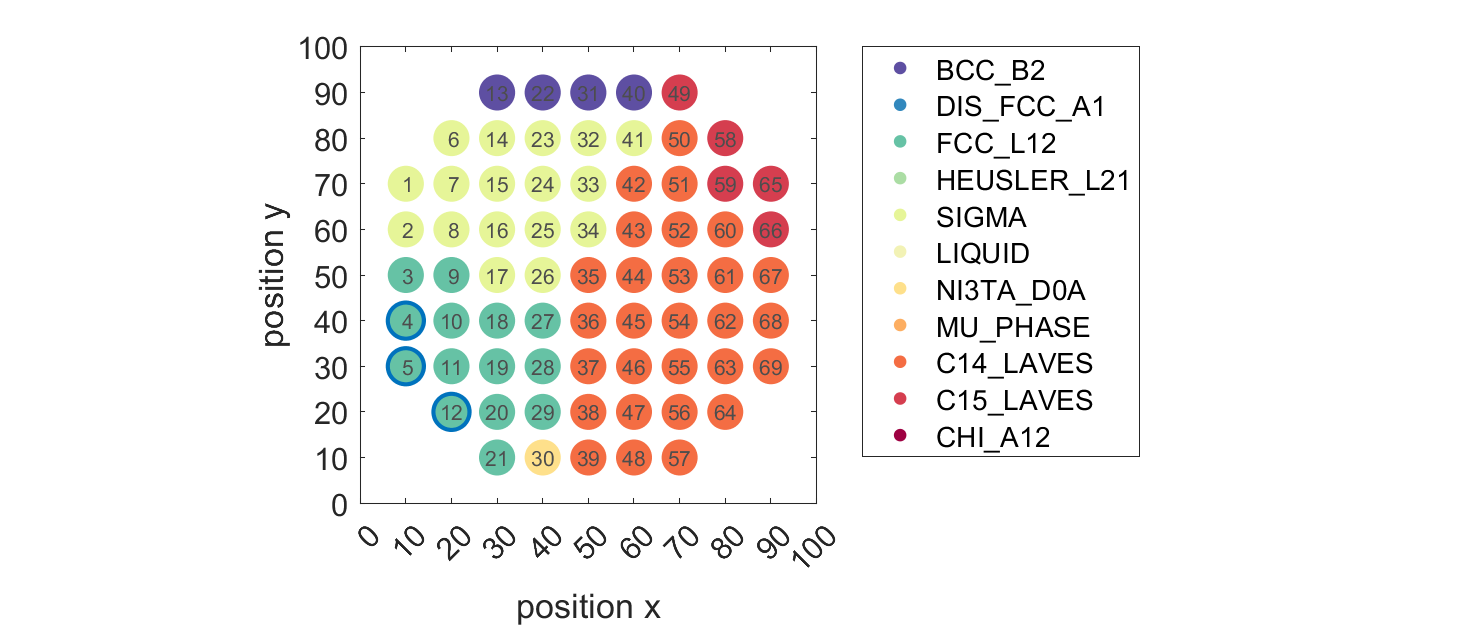 100
90 13 22 31 40 49
80 6 14 23 32 41 50 58
70 1 7 15 24 33 42 51 59 65
60 2 8 16 25 34 43 52 60 66
50 3 9 17 26 35 44 53 61 67
40 4 10 18 27 36 45 54 62 68
30 5 11 19 28 37 46 55 63 69
20 12 20 29 38 47 56 64
10 21 30 39 48 57
0
0 10 20 30 40 50 60 70 80 90 100
position x
position y
BCC_B2
DIS_FCC_A1
FCC_L12
HEUSLER_L21
SIGMA
LIQUID
NI3TA_D0A
MU_PHASE
C14_LAVES
C15_LAVES
CHI_A12